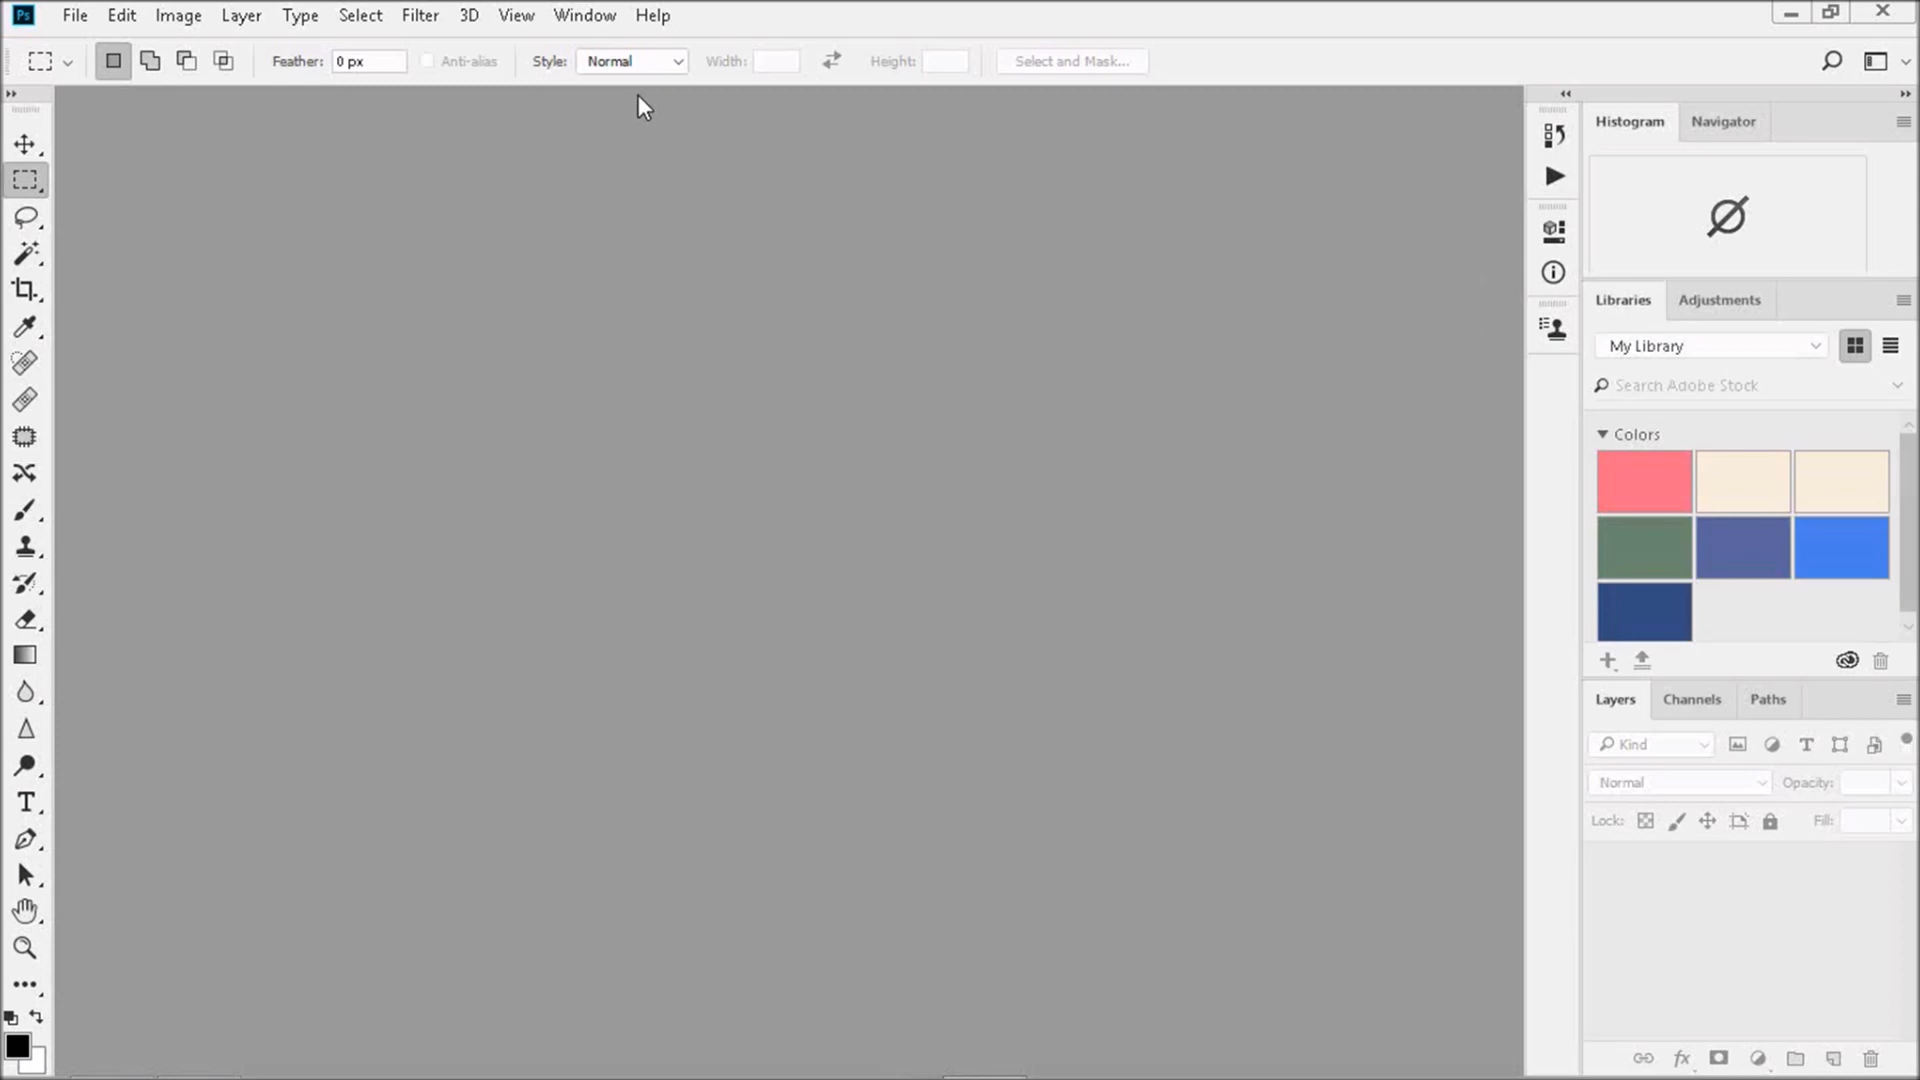 Ps File Edit Image Layer Type Select Filter 3D View Window Help
Feather: 0 px Anti-alias Style: Normal Width: Height: Select and Mask...
Histogram Navigator
Libraries Adjustments
My Library
Search Adobe Stock
Colors
Layers Channels Paths
Kind
Normal Opacity:
Lock: Fill: